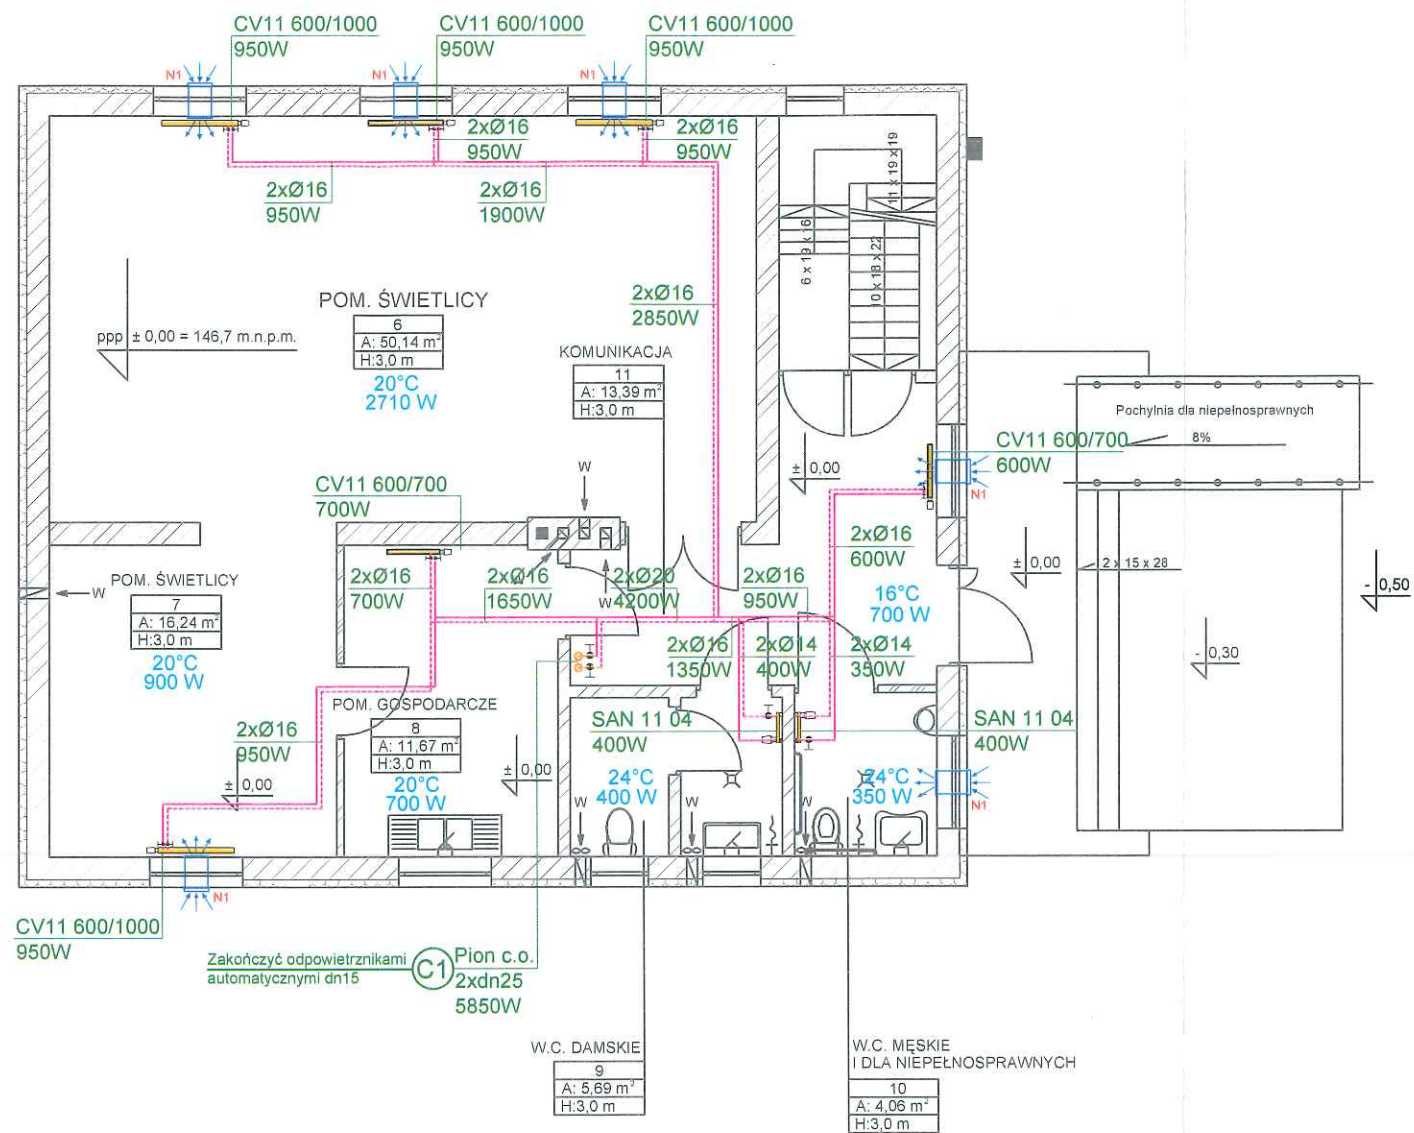 CV11 600/1000
950W
CV11 600/1000
950W
CV11 600/1000
950W
N1
N1
N1
2xØ16
950W
2xØ16
950W
2xØ16
950W
2xØ16
1900W
11 x 19 x 19
6 x 19 x 16
10 x 18 x 22
POM. ŚWIETLICY
6
A: 50,14 m²
H:3,0 m
20°C
2710 W
ppp ± 0,00 = 146,7 m.n.p.m.
2xØ16
2850W
KOMUNIKACJA
11
A: 13,39 m²
H:3,0 m
Pochylnia dla niepełnosprawnych
8%
CV11 600/700
600W
N1
± 0,00
W
CV11 600/700
700W
2xØ16
600W
± 0,00
2 x 15 x 28
- 0,50
POM. ŚWIETLICY
7
A: 16,24 m²
H:3,0 m
20°C
900 W
W
2xØ16
700W
W
2xØ16
1650W
W
2xØ20
4200W
2xØ16
950W
16°C
700 W
2xØ16
1350W
2xØ14
400W
2xØ14
350W
- 0,30
POM. GOSPODARCZE
8
A: 11,67 m²
H:3,0 m
20°C
700 W
2xØ16
950W
± 0,00
± 0,00
SAN 11 04
400W
SAN 11 04
400W
24°C
400 W
24°C
350 W
W
W
W
N1
N1
CV11 600/1000
950W
Zakończyć odpowietrznikami
automatycznymi dn15
C1
Pion c.o.
2xdn25
5850W
W.C. DAMSKIE
9
A: 5,69 m²
H:3,0 m
W.C. MĘSKIE
I DLA NIEPEŁNOSPRAWNYCH
10
A: 4,06 m²
H:3,0 m